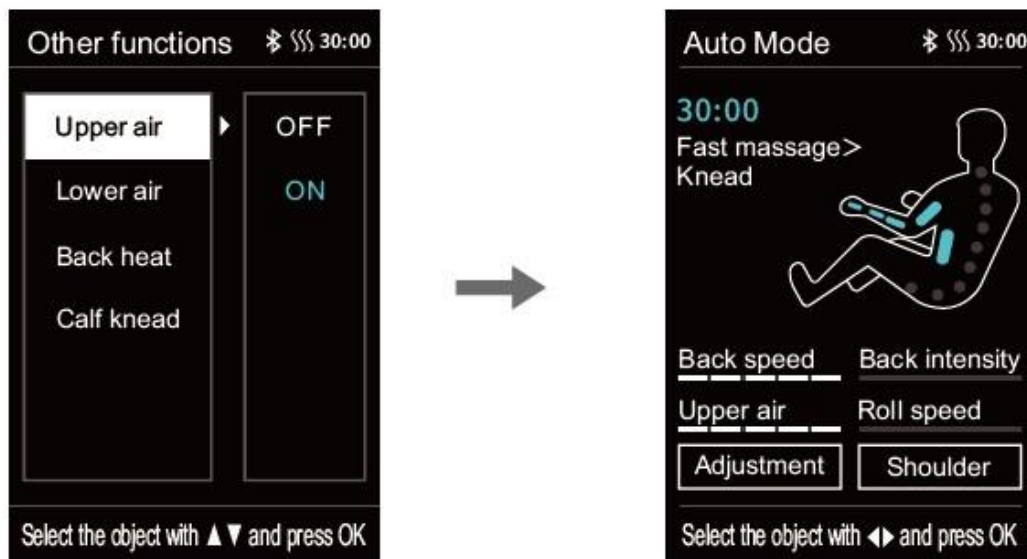 Other functions 30:00
Upper air OFF
Lower air ON
Back heat
Calf knead
Select the object with ▲▼ and press OK
Auto Mode 30:00
30:00
Fast massage>
Knead
Back speed Back intensity
Upper air Roll speed
Adjustment Shoulder
Select the object with ◀▶ and press OK